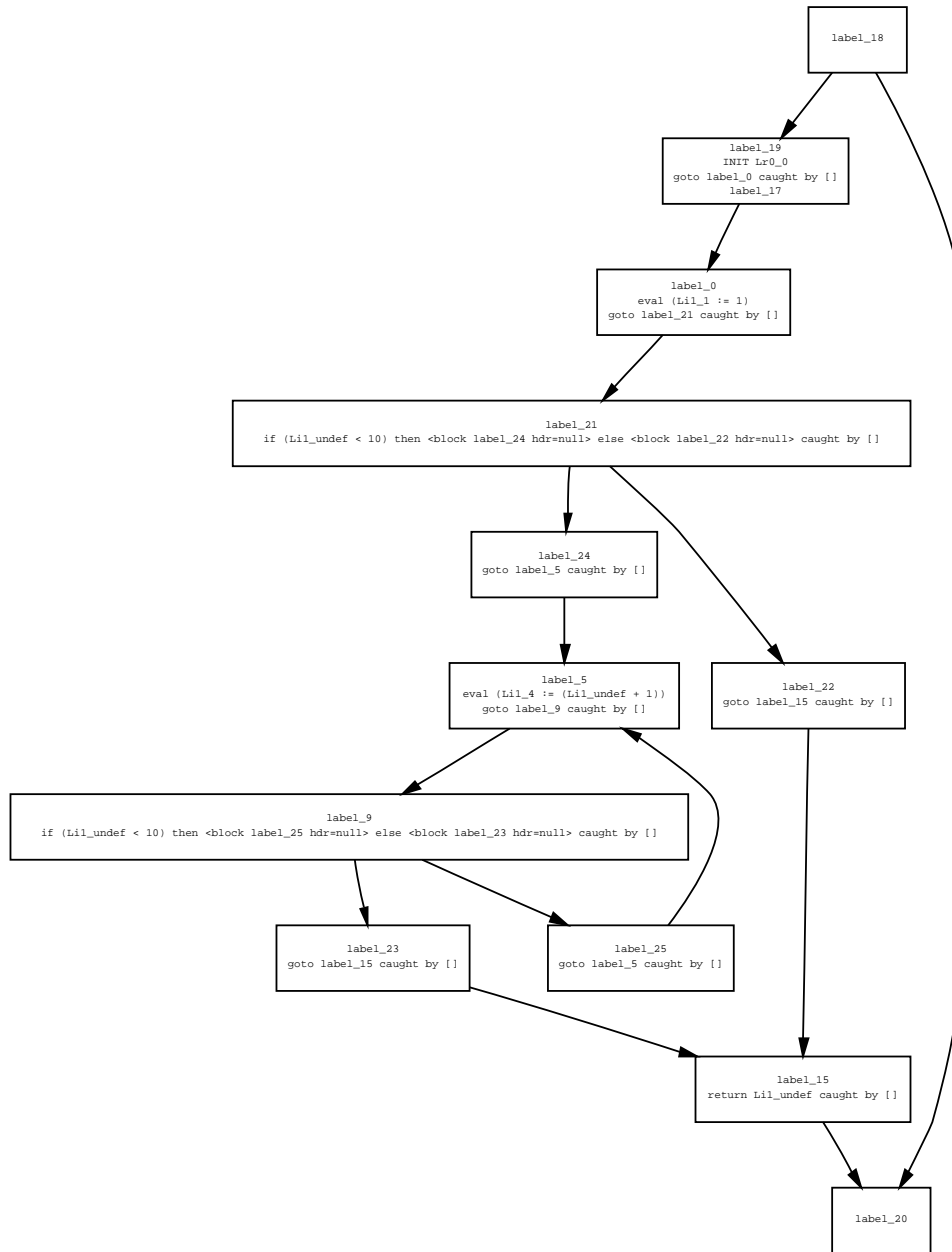 label_18
label_19
INIT Lr0_0
goto label_0 caught by []
label_17
label_0
eval (Li1_1 := 1)
goto label_21 caught by []
label_21
if (Li1_undef < 10) then <block label_24 hdr=null> else <block label_22 hdr=null> caught by []
label_24
goto label_5 caught by []
label_5
eval (Li1_4 := (Li1_undef + 1))
goto label_9 caught by []
label_22
goto label_15 caught by []
label_9
if (Li1_undef < 10) then <block label_25 hdr=null> else <block label_23 hdr=null> caught by []
label_23
goto label_15 caught by []
label_25
goto label_5 caught by []
label_15
return Li1_undef caught by []
label_20